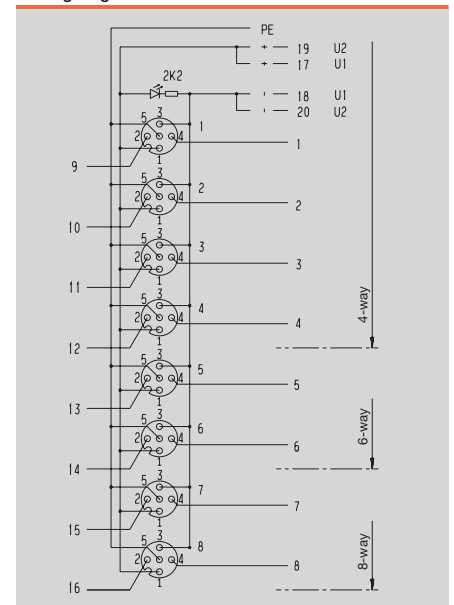 PE
+ 19 U2
+ 17 U1
2K2
- 18 U1
- 20 U2
5 3 1
2 4 1
9 1
5 3 2
2 4 2
10 1
5 3 3
2 4 3
11 1
5 3 4
2 4 4
12 1
4-way
5 3 5
2 4 5
13 1
5 3 6
2 4 6
14 1
6-way
5 3 7
2 4 7
15 1
5 3 8
2 4 8
16 1
8-way